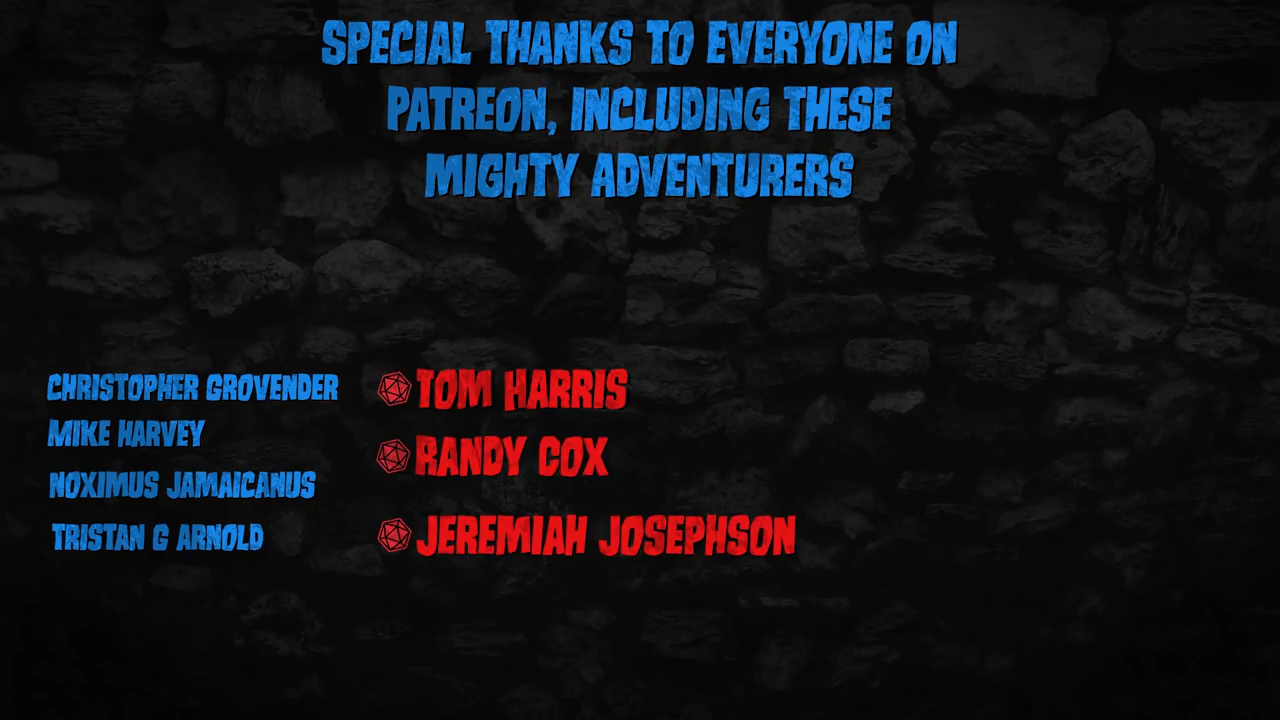 SPECIAL THANKS TO EVERYONE ON
PATREON, INCLUDING THESE
MIGHTY ADVENTURERS
CHRISTOPHER GROVENDER
MIKE HARVEY
NOXIMUS JAMAICANUS
TRISTAN G ARNOLD
TOM HARRIS
RANDY COX
JEREMIAH JOSEPHSON